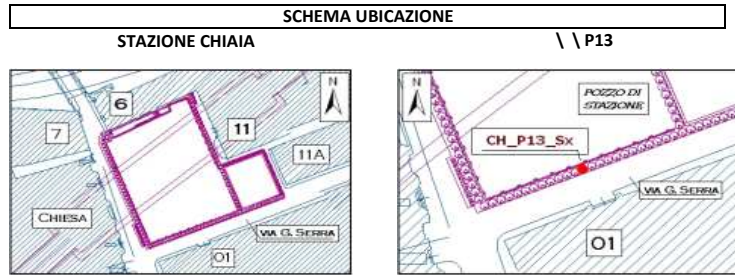 SCHEMA UBICAZIONE
STAZIONE CHIAIA
\ \ P13
N
6
7
11
11A
CHIESA
VIA G. SERRA
O1
N
POZZO DI
STAZIONE
CH_P13_Sx
VIA G. SERRA
O1